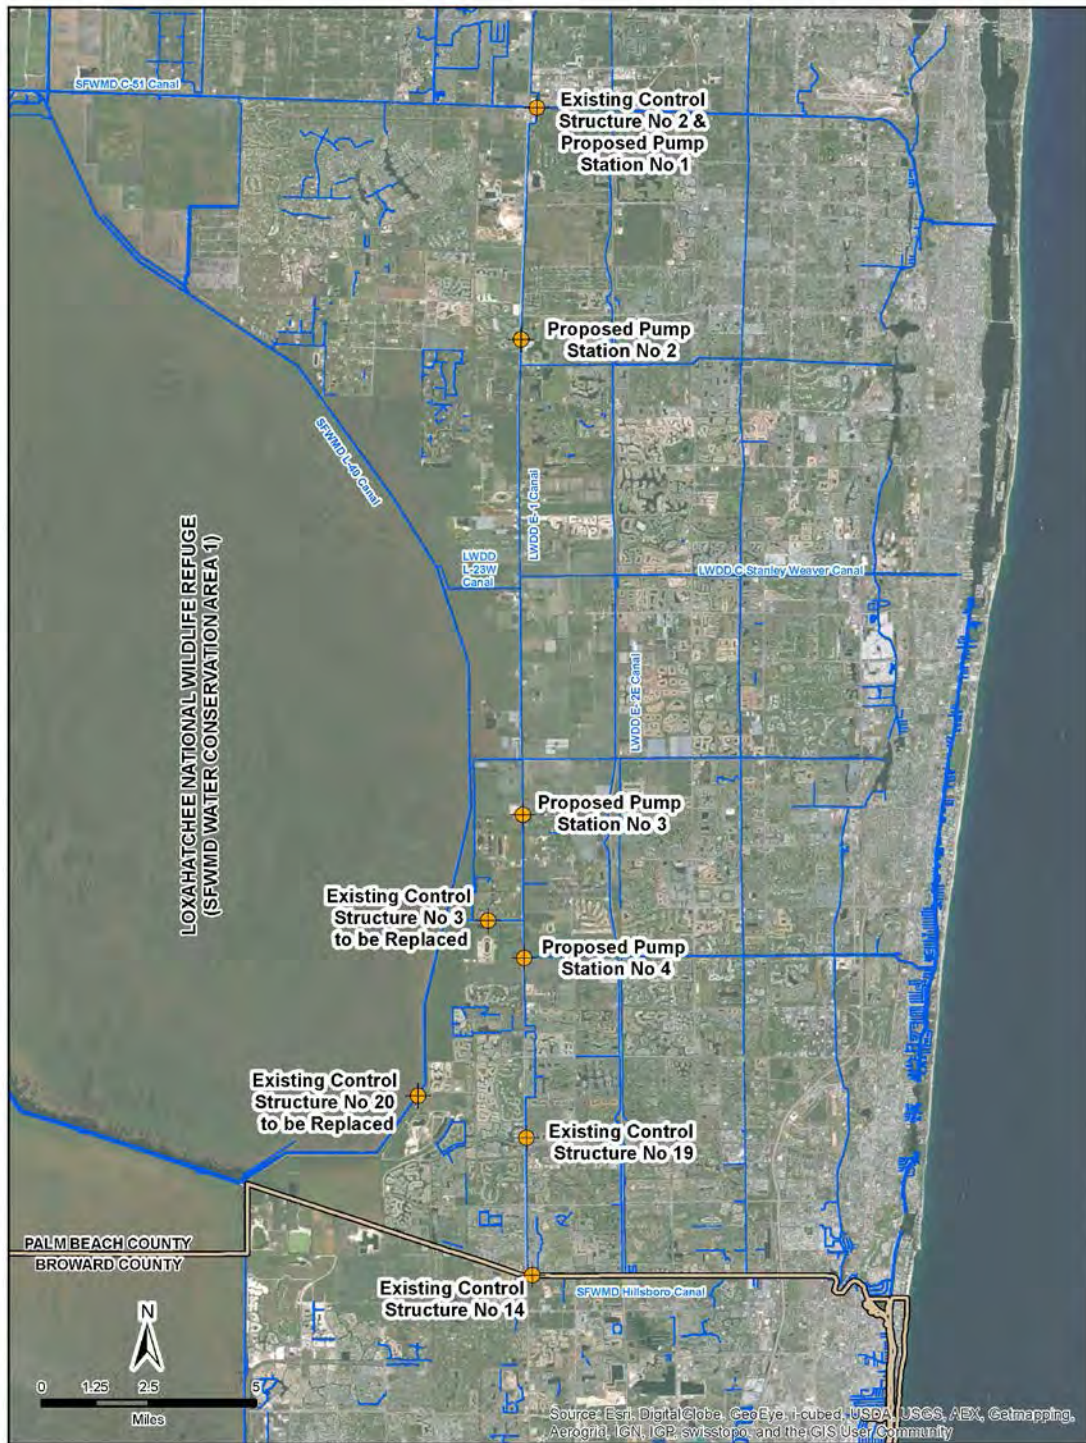 SFWMD C-51 Canal
Existing Control
Structure No 2 &
Proposed Pump
Station No 1
Proposed Pump
Station No 2
SFWMD L-40 Canal
LWDD E-1 Canal
LWDD
L-23W
Canal
LWDD C Stanley Weaver Canal
LOXAHATCHEE NATIONAL WILDLIFE REFUGE
(SFWMD WATER CONSERVATION AREA 1)
LWDD E-2E Canal
Proposed Pump
Station No 3
Existing Control
Structure No 3
to be Replaced
Proposed Pump
Station No 4
Existing Control
Structure No 20
to be Replaced
Existing Control
Structure No 19
PALM BEACH COUNTY
BROWARD COUNTY
Existing Control
Structure No 14
SFWMD Hillsboro Canal
N
0 1.25 2.5 5
Miles
Source: Esri, DigitalGlobe, GeoEye, i-cubed, USDA, USGS, AEX, Getmapping,
Aerogrid, IGN, IGP, swisstopo, and the GIS User Community